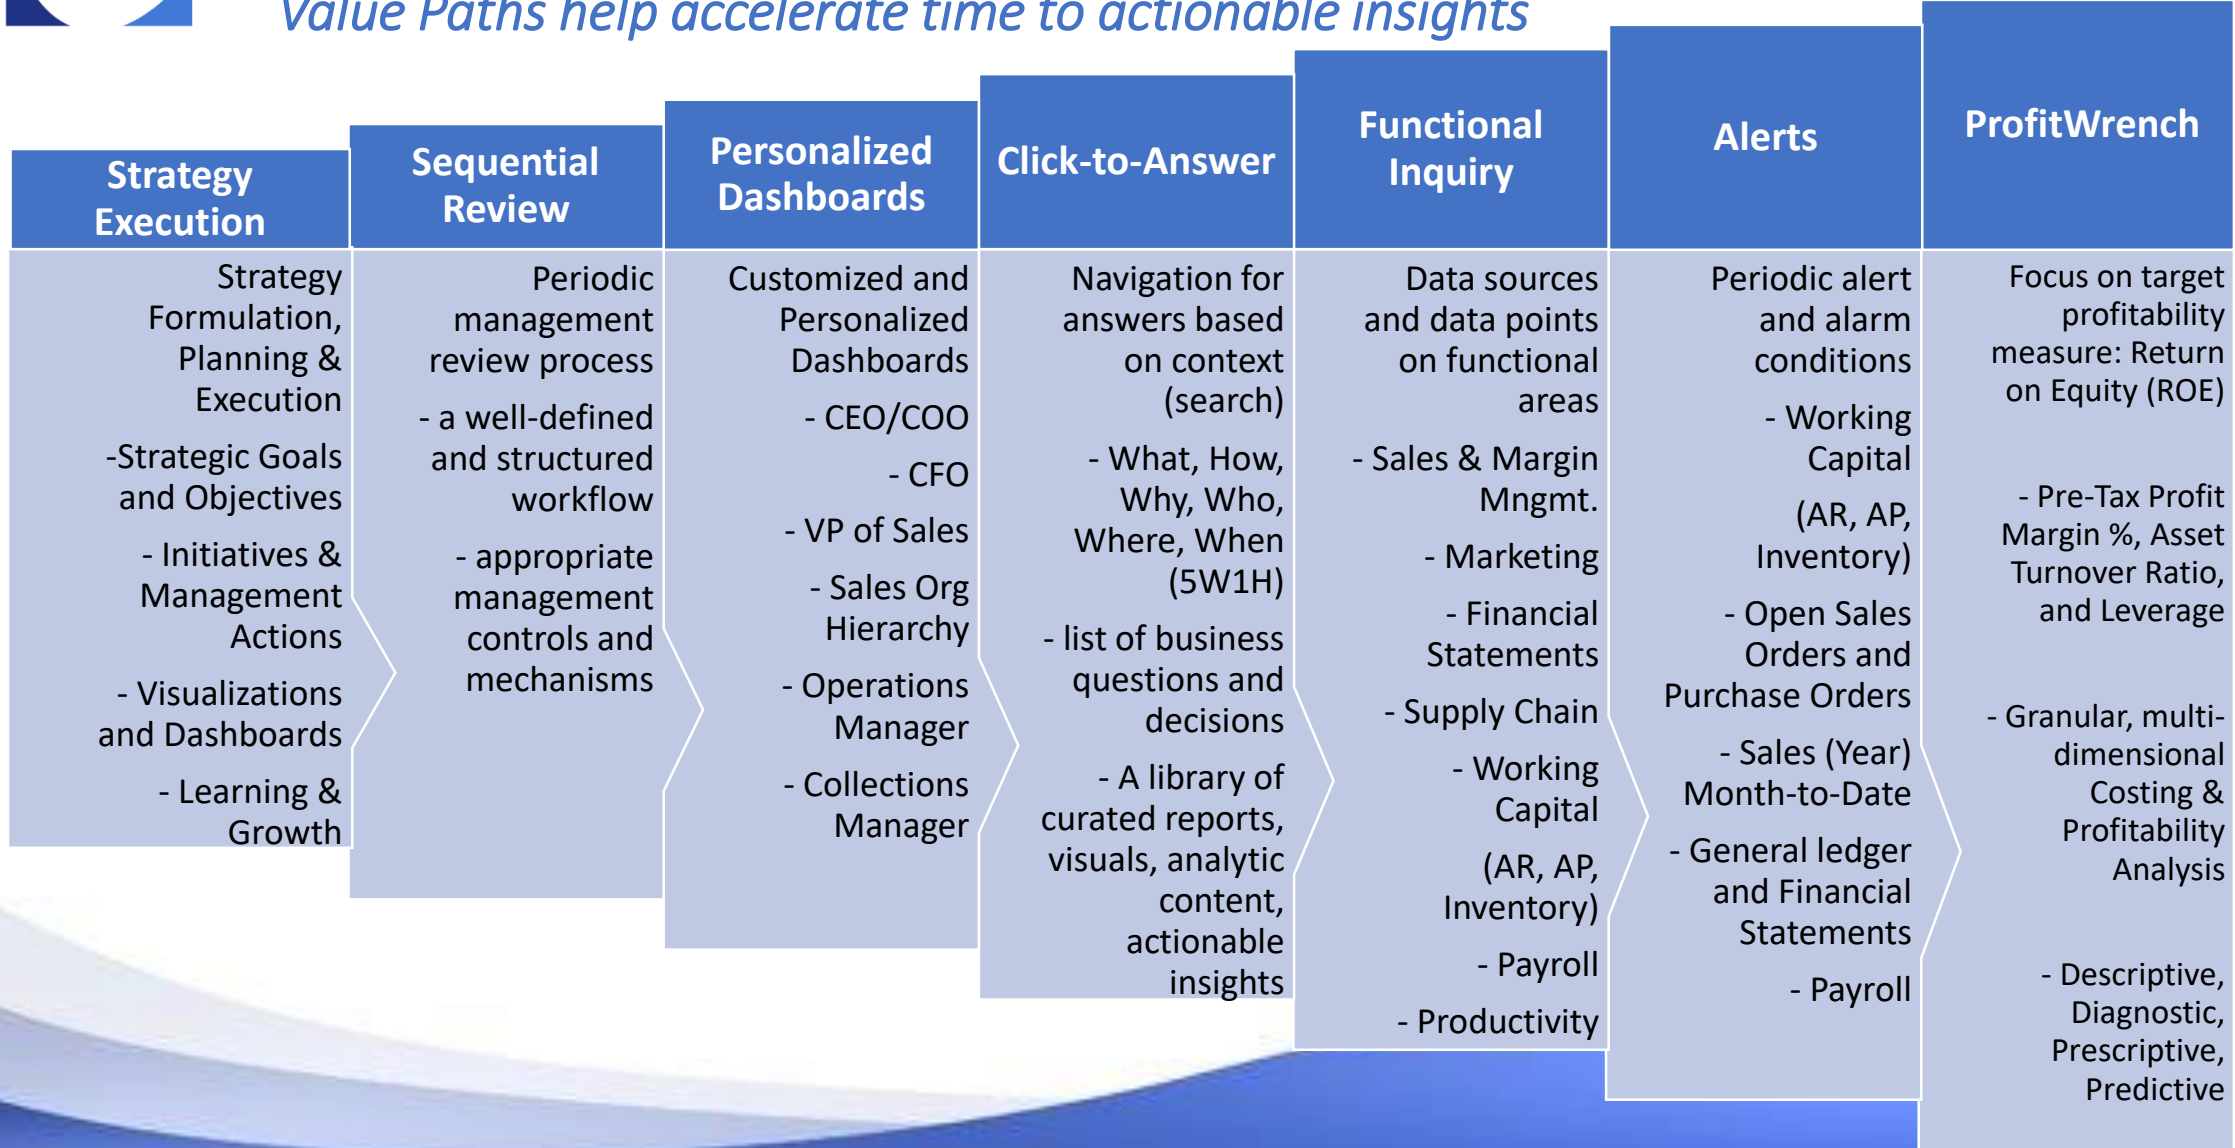 Value Paths help accelerate time to actionable insights
Strategy
Execution
Strategy
Formulation,
Planning &
Execution
-Strategic Goals
and Objectives
- Initiatives &
Management
Actions
- Visualizations
and Dashboards
- Learning &
Growth
Sequential
Review
Periodic
management
review process
- a well-defined
and structured
workflow
- appropriate
management
controls and
mechanisms
Personalized
Dashboards
Customized and
Personalized
Dashboards
- CEO/COO
- CFO
- VP of Sales
- Sales Org
Hierarchy
- Operations
Manager
- Collections
Manager
Click-to-Answer
Navigation for
answers based
on context
(search)
- What, How,
Why, Who,
Where, When
(5W1H)
- list of business
questions and
decisions
- A library of
curated reports,
visuals, analytic
content,
actionable
insights
Functional
Inquiry
Data sources
and data points
on functional
areas
- Sales & Margin
Mngmt.
- Marketing
- Financial
Statements
- Supply Chain
- Working
Capital
(AR, AP,
Inventory)
- Payroll
- Productivity
Alerts
Periodic alert
and alarm
conditions
- Working
Capital
(AR, AP,
Inventory)
- Open Sales
Orders and
Purchase Orders
- Sales (Year)
Month-to-Date
- General ledger
and Financial
Statements
- Payroll
ProfitWrench
Focus on target
profitability
measure: Return
on Equity (ROE)
- Pre-Tax Profit
Margin %, Asset
Turnover Ratio,
and Leverage
- Granular, multi-
dimensional
Costing &
Profitability
Analysis
- Descriptive,
Diagnostic,
Prescriptive,
Predictive